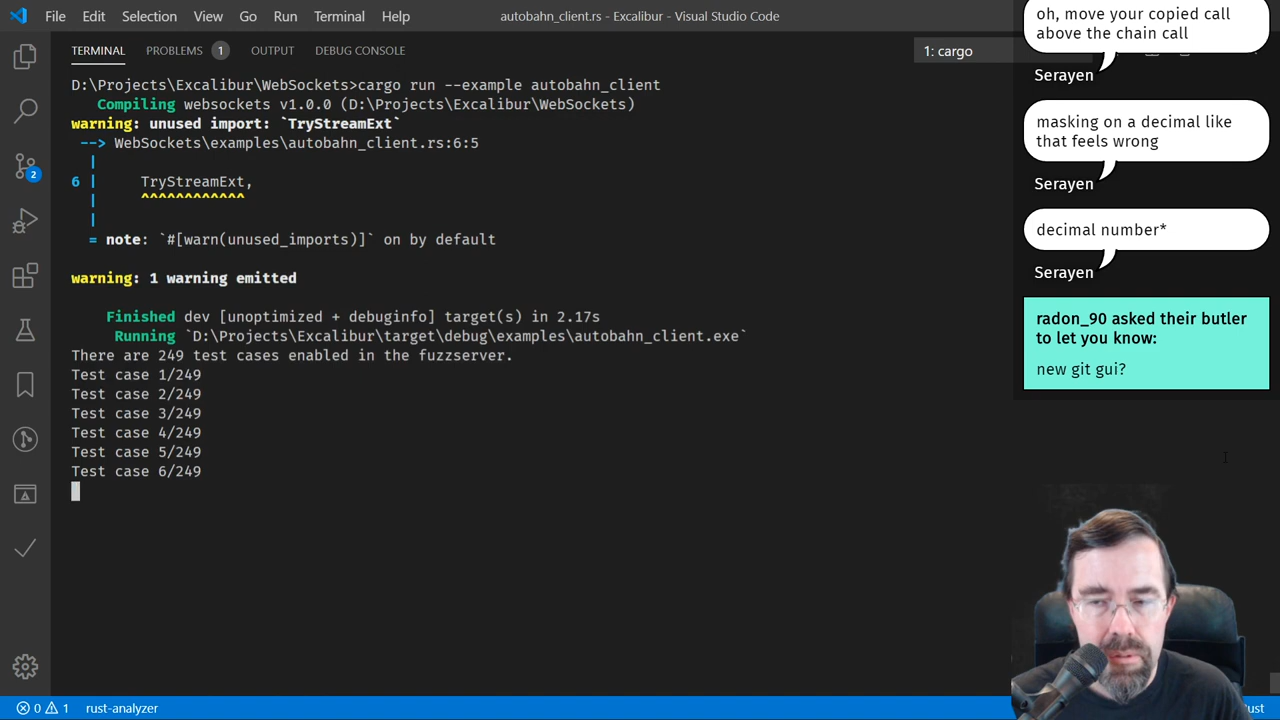 File Edit Selection View Go Run Terminal Help
autobahn_client.rs - Excalibur - Visual Studio Code
TERMINAL PROBLEMS 1 OUTPUT DEBUG CONSOLE
1: cargo
D:\Projects\Excalibur\WebSockets>cargo run --example autobahn_client
Compiling websockets v1.0.0 (D:\Projects\Excalibur\WebSockets)
warning: unused import: `TryStreamExt`
--> WebSockets\examples\autobahn_client.rs:6:5
|
6 | TryStreamExt,
| ^^^^^^^^^^^^
|
= note: `#[warn(unused_imports)]` on by default
warning: 1 warning emitted
Finished dev [unoptimized + debuginfo] target(s) in 2.17s
Running `D:\Projects\Excalibur\target\debug\examples\autobahn_client.exe`
There are 249 test cases enabled in the fuzzserver.
Test case 1/249
Test case 2/249
Test case 3/249
Test case 4/249
Test case 5/249
Test case 6/249
2
0 1 rust-analyzer
oh, move your copied call
above the chain call
Serayen
masking on a decimal like
that feels wrong
Serayen
decimal number*
Serayen
radon_90 asked their butler
to let you know:
new git gui?